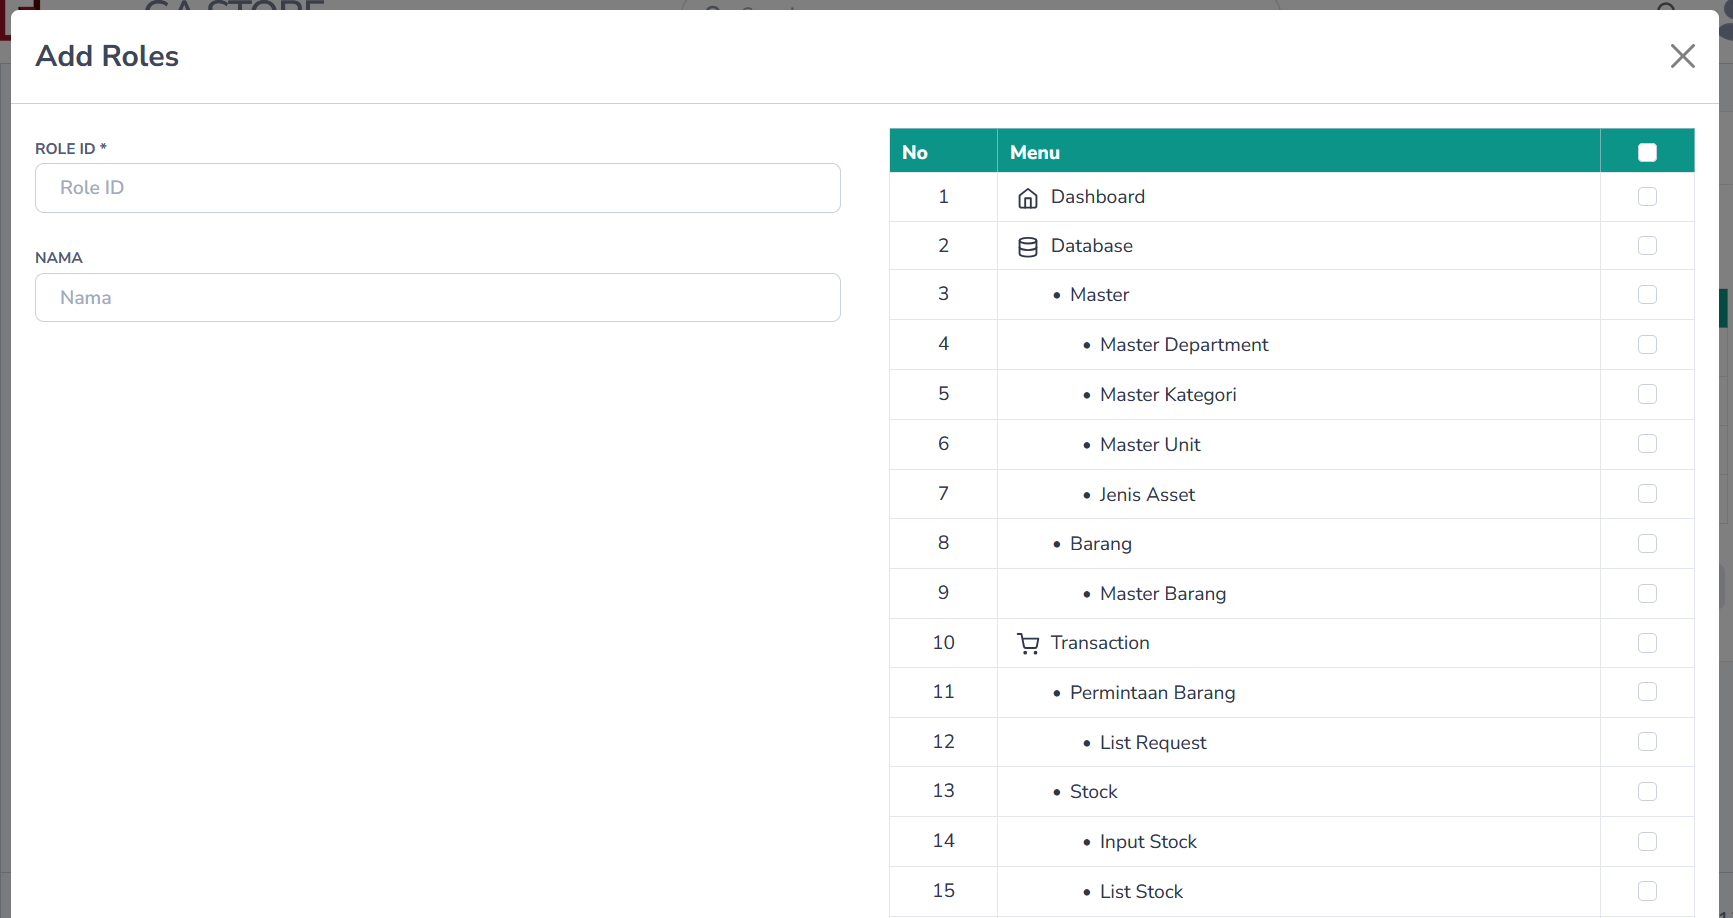 GA STORE
Add Roles
ROLE ID *
Role ID
NAMA
Nama
No Menu
1 Dashboard
2 Database
3 • Master
4 • Master Department
5 • Master Kategori
6 • Master Unit
7 • Jenis Asset
8 • Barang
9 • Master Barang
10 Transaction
11 • Permintaan Barang
12 • List Request
13 • Stock
14 • Input Stock
15 • List Stock